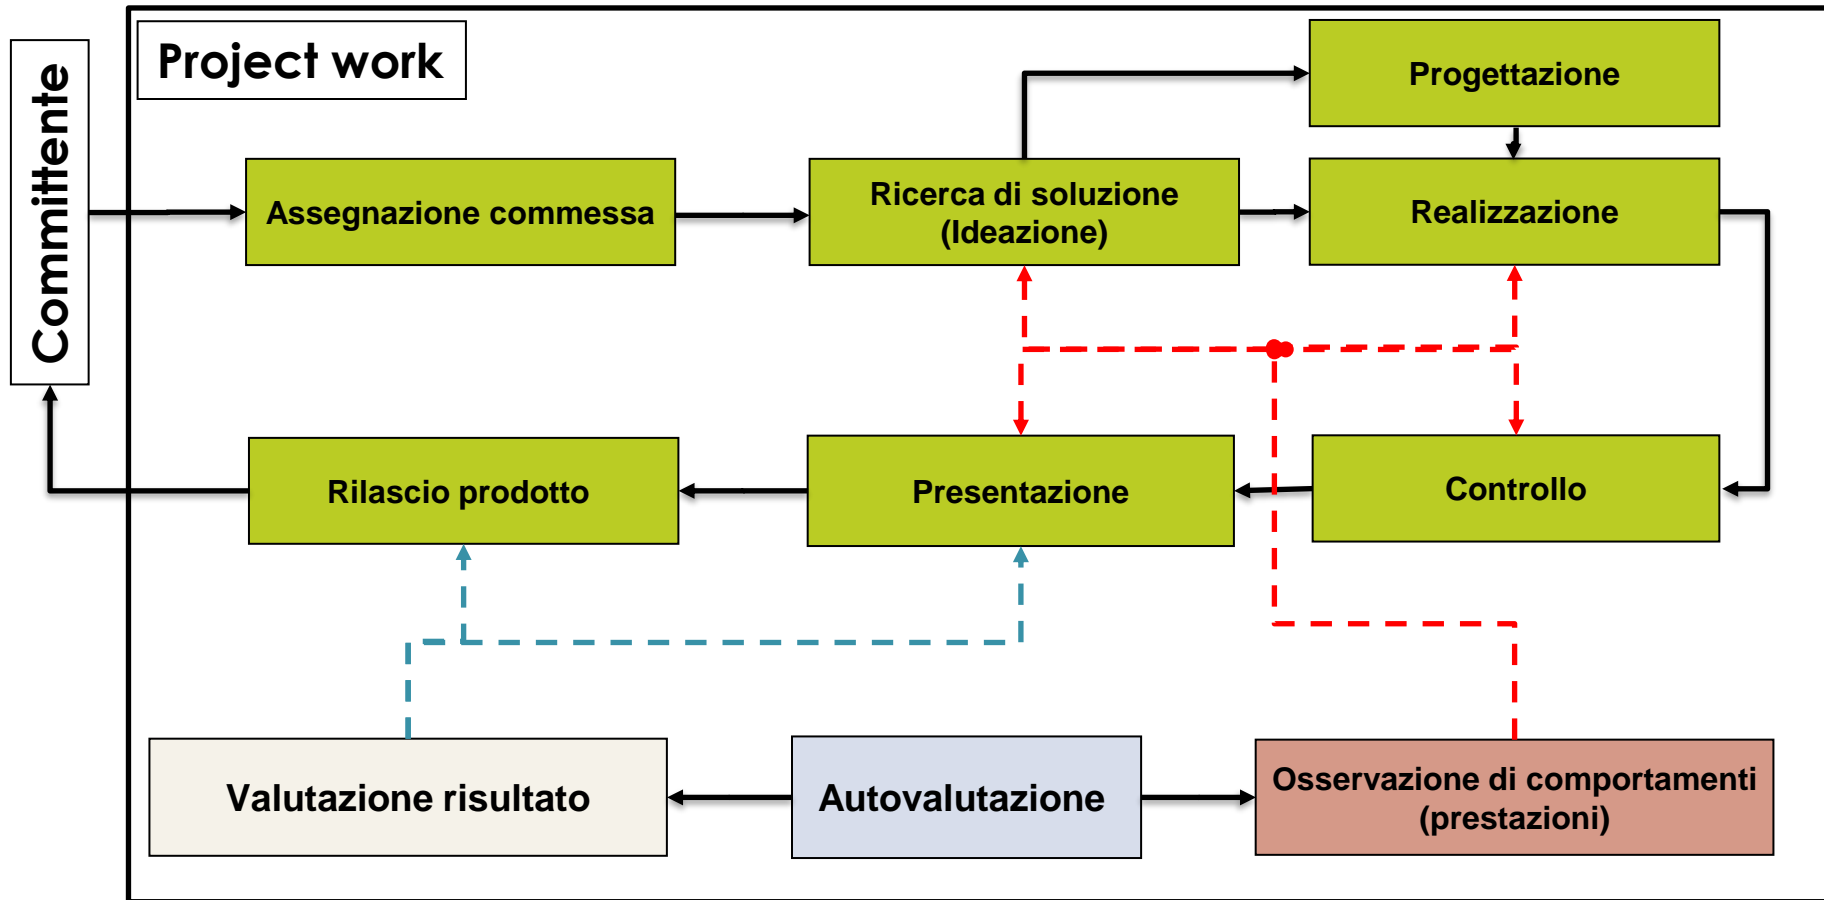 Project work
Committente
Progettazione
Assegnazione commessa
Ricerca di soluzione
(Ideazione)
Realizzazione
Rilascio prodotto
Presentazione
Controllo
Valutazione risultato
Autovalutazione
Osservazione di comportamenti
(prestazioni)